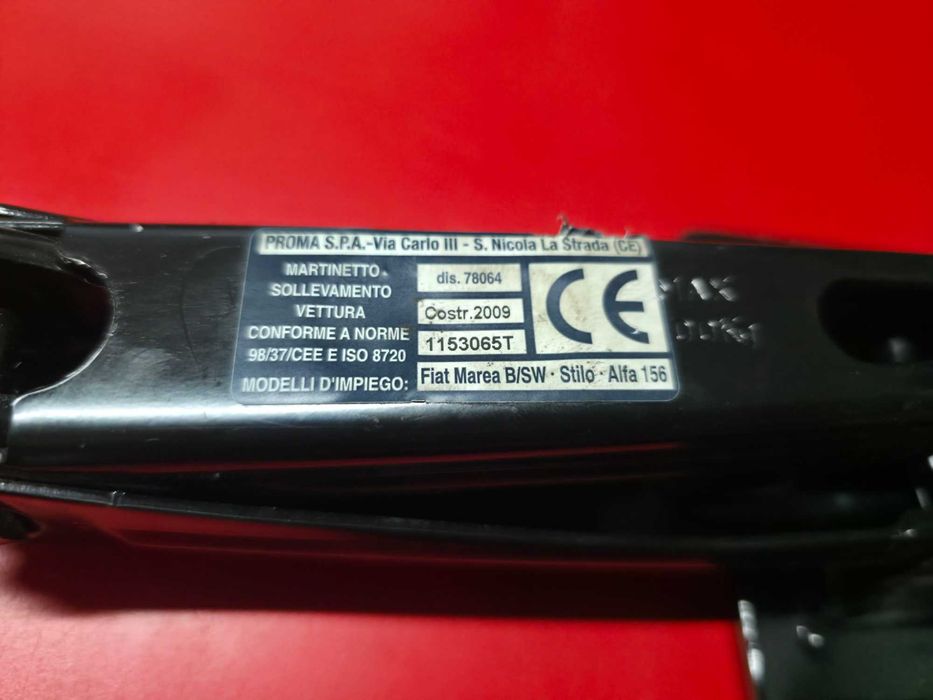 PROMA S.P.A.-Via Carlo III - S. Nicola La Strada (CE)
MARTINETTO
SOLLEVAMENTO
VETTURA
CONFORME A NORME
98/37/CEE E ISO 8720
dis. 78064
Costr.2009
1153065T
CE
MODELLI D'IMPIEGO: Fiat Marea B/SW · Stilo · Alfa 156
MAX